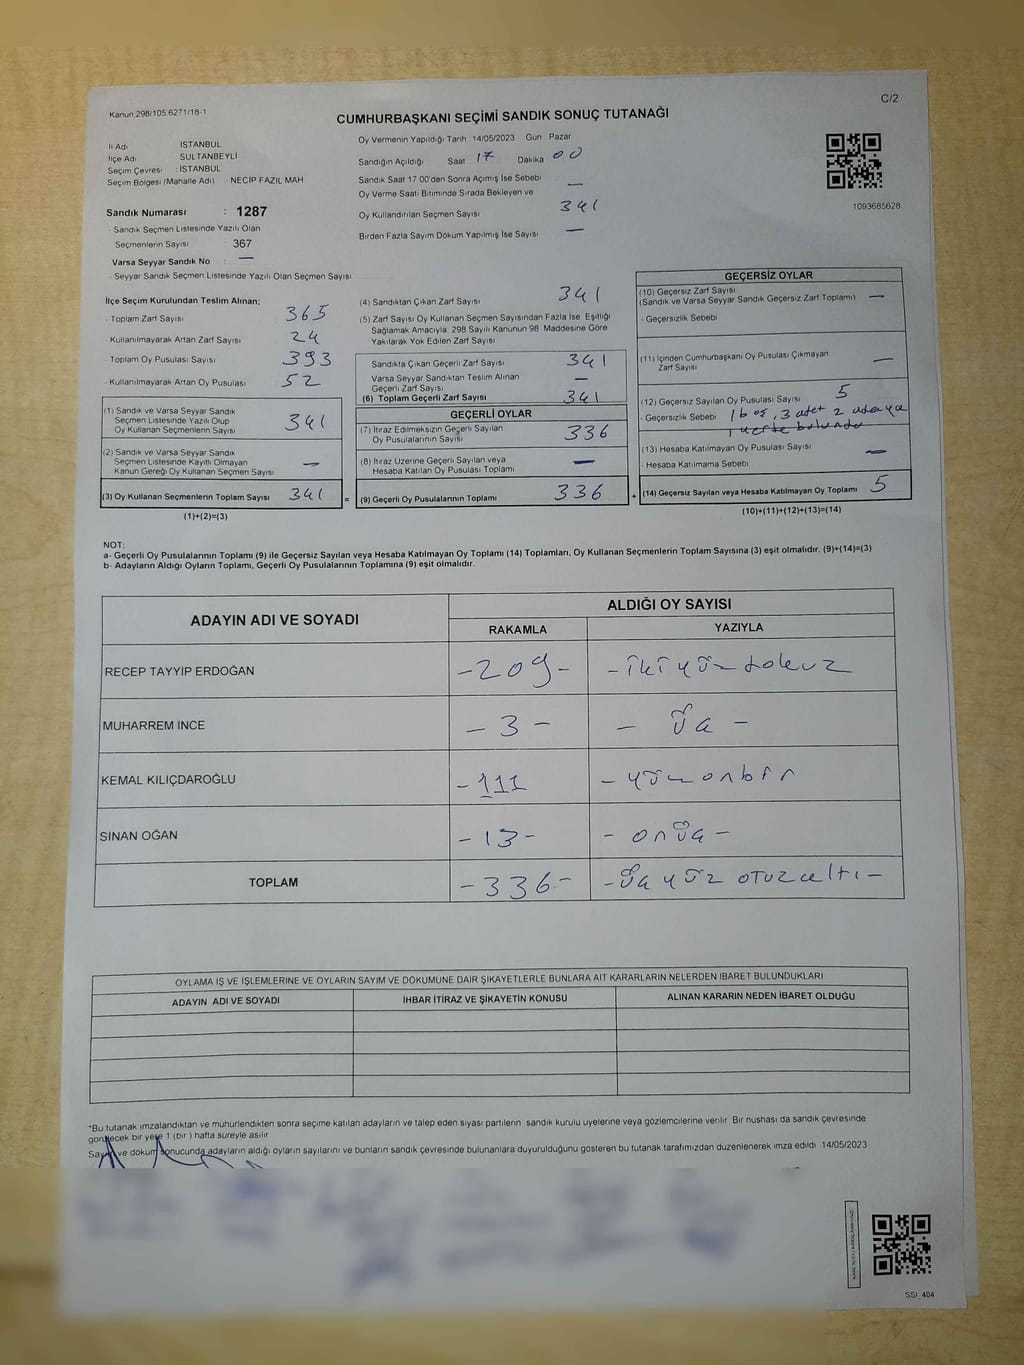 Kanun:298/105 6271/18-1
C/2
CUMHURBAŞKANI SEÇİMİ SANDIK SONUÇ TUTANAĞI
İl Adı İSTANBUL
İlçe Adı SULTANBEYLİ
Seçim Çevresi : İSTANBUL
Seçim Bölgesi (Mahalle Adı) NECİP FAZIL MAH
Sandık Numarası : 1287
- Sandık Seçmen Listesinde Yazılı Olan
Seçmenlerin Sayısı : 367
Varsa Seyyar Sandık No : —
- Seyyar Sandık Seçmen Listesinde Yazılı Olan Seçmen Sayısı
Oy Vermenin Yapıldığı Tarih 14/05/2023 Gün Pazar
Sandığın Açıldığı Saat 17 Dakika 00
Sandık Saat 17 00'den Sonra Açılmış İse Sebebi —
Oy Verme Saati Bitiminde Sırada Bekleyen ve
Oy Kullandırılan Seçmen Sayısı 341
Birden Fazla Sayım Döküm Yapılmış İse Sayısı —
1093685628
İlçe Seçim Kurulundan Teslim Alınan;
- Toplam Zarf Sayısı 365
- Kullanılmayarak Artan Zarf Sayısı 24
- Toplam Oy Pusulası Sayısı 393
- Kullanılmayarak Artan Oy Pusulası 52
(1) Sandık ve Varsa Seyyar Sandık
Seçmen Listesinde Yazılı Olup
Oy Kullanan Seçmenlerin Sayısı 341
(2) Sandık ve Varsa Seyyar Sandık
Seçmen Listesinde Kayıtlı Olmayan
Kanun Gereği Oy Kullanan Seçmen Sayısı —
(3) Oy Kullanan Seçmenlerin Toplam Sayısı 341 =
(1)+(2)=(3)
(4) Sandıktan Çıkan Zarf Sayısı 341
(5) Zarf Sayısı Oy Kullanan Seçmen Sayısından Fazla İse Eşitliği
Sağlamak Amacıyla 298 Sayılı Kanunun 98 Maddesine Göre
Yakılarak Yok Edilen Zarf Sayısı
Sandıkta Çıkan Geçerli Zarf Sayısı 341
Varsa Seyyar Sandıktan Teslim Alınan
Geçerli Zarf Sayısı —
(6) Toplam Geçerli Zarf Sayısı 341
GEÇERLİ OYLAR
(7) İtiraz Edilmeksizin Geçerli Sayılan
Oy Pusulalarının Sayısı 336
(8) İtiraz Üzerine Geçerli Sayılan veya
Hesaba Katılan Oy Pusulası Toplamı —
(9) Geçerli Oy Pusulalarının Toplamı 336 +
GEÇERSİZ OYLAR
(10) Geçersiz Zarf Sayısı
(Sandık ve Varsa Seyyar Sandık Geçersiz Zarf Toplamı) —
- Geçersizlik Sebebi
(11) İçinden Cumhurbaşkanı Oy Pusulası Çıkmayan
Zarf Sayısı —
(12) Geçersiz Sayılan Oy Pusulası Sayısı 5
- Geçersizlik Sebebi 1 boş, 3 adet 2 adaya
(13) Hesaba Katılmayan Oy Pusulası Sayısı —
- Hesaba Katılmama Sebebi
(14) Geçersiz Sayılan veya Hesaba Katılmayan Oy Toplamı 5
(10)+(11)+(12)+(13)=(14)
NOT:
a- Geçerli Oy Pusulalarının Toplamı (9) ile Geçersiz Sayılan veya Hesaba Katılmayan Oy Toplamı (14) Toplamları, Oy Kullanan Seçmenlerin Toplam Sayısına (3) eşit olmalıdır. (9)+(14)=(3)
b- Adayların Aldığı Oyların Toplamı, Geçerli Oy Pusulalarının Toplamına (9) eşit olmalıdır.
ADAYIN ADI VE SOYADI ALDIĞI OY SAYISI
RAKAMLA YAZIYLA
RECEP TAYYİP ERDOĞAN -209- -iki yüz dokuz
MUHARREM İNCE -3- - üç -
KEMAL KILIÇDAROĞLU -111 - yüz onbir
SİNAN OĞAN -13- - onüç -
TOPLAM -336- -üç yüz otuzaltı-
OYLAMA İŞ VE İŞLEMLERİNE VE OYLARIN SAYIM VE DÖKÜMÜNE DAİR ŞİKAYETLERLE BUNLARA AİT KARARLARIN NELERDEN İBARET BULUNDUKLARI
ADAYIN ADI VE SOYADI İHBAR İTİRAZ VE ŞİKAYETİN KONUSU ALINAN KARARIN NEDEN İBARET OLDUĞU
*Bu tutanak imzalandıktan ve mühürlendikten sonra seçime katılan adayların ve talep eden siyasi partilerin sandık kurulu üyelerine veya gözlemcilerine verilir. Bir nüshası da sandık çevresinde
görülecek bir yere 1 (bir) hafta süreyle asılır
Sayım ve döküm sonucunda adayların aldığı oyların sayılarını ve bunların sandık çevresinde bulunanlara duyurulduğunu gösteren bu tutanak tarafımızdan düzenlenerek imza edildi 14/05/2023
SSİ_404